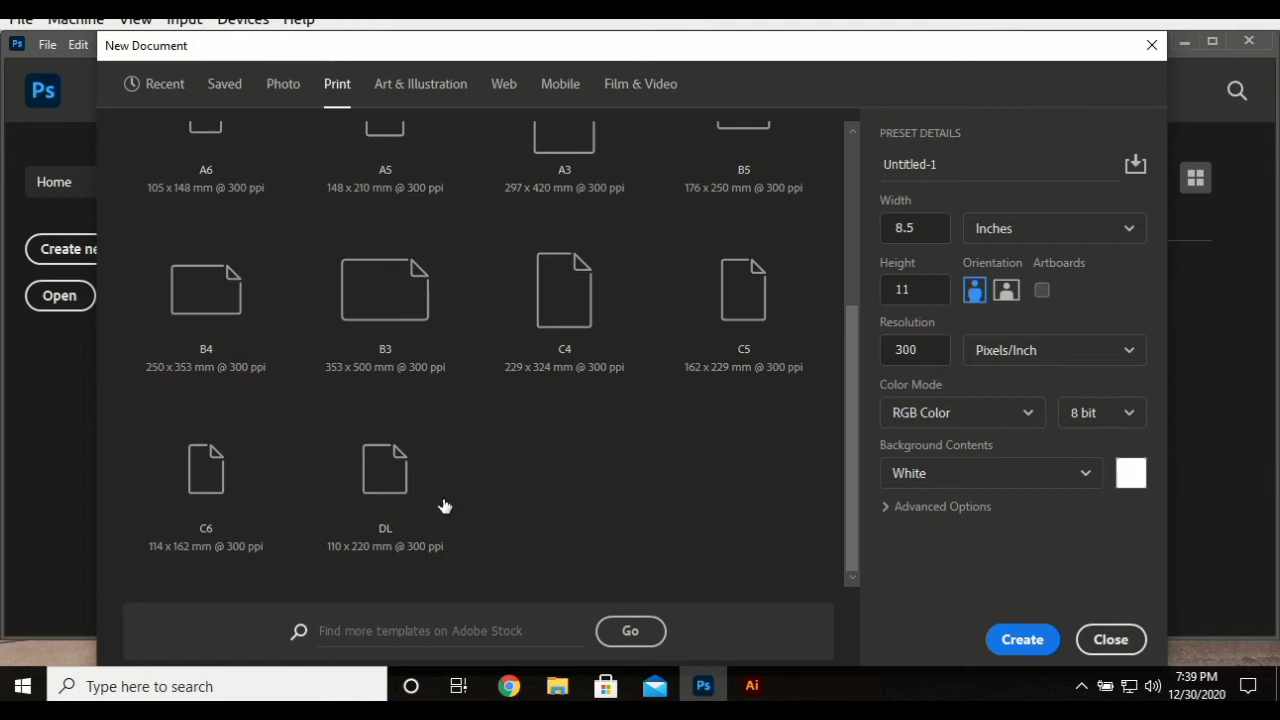 File Machine View Input Devices Help
Ps File Edit
New Document
Ps
Recent Saved Photo Print Art & Illustration Web Mobile Film & Video
Home
Create ne
Open
A6
105 x 148 mm @ 300 ppi
A5
148 x 210 mm @ 300 ppi
A3
297 x 420 mm @ 300 ppi
B5
176 x 250 mm @ 300 ppi
B4
250 x 353 mm @ 300 ppi
B3
353 x 500 mm @ 300 ppi
C4
229 x 324 mm @ 300 ppi
C5
162 x 229 mm @ 300 ppi
C6
114 x 162 mm @ 300 ppi
DL
110 x 220 mm @ 300 ppi
Find more templates on Adobe Stock
Go
PRESET DETAILS
Untitled-1
Width
8.5 Inches
Height Orientation Artboards
11
Resolution
300 Pixels/Inch
Color Mode
RGB Color 8 bit
Background Contents
White
Advanced Options
Create Close
Type here to search
Ps Ai
7:39 PM
12/30/2020